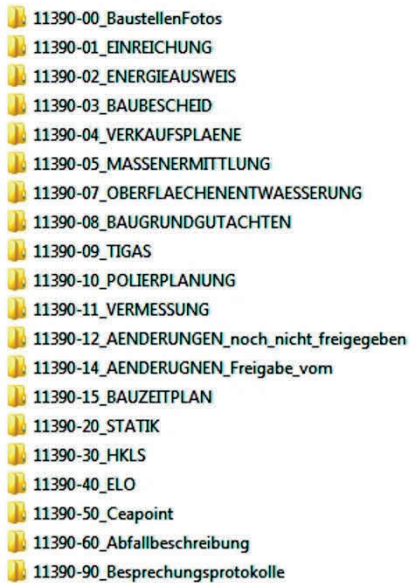 11390-00_BaustellenFotos
11390-01_EINREICHUNG
11390-02_ENERGIEAUSWEIS
11390-03_BAUBESCHEID
11390-04_VERKAUFSPLAENE
11390-05_MASSENERMITTLUNG
11390-07_OBERFLAECHENENTWAESSERUNG
11390-08_BAUGRUNDGUTACHTEN
11390-09_TIGAS
11390-10_POLIERPLANUNG
11390-11_VERMESSUNG
11390-12_AENDERUNGEN_noch_nicht_freigegeben
11390-14_AENDERUGNEN_Freigabe_vom
11390-15_BAUZEITPLAN
11390-20_STATIK
11390-30_HKLS
11390-40_ELO
11390-50_Ceapoint
11390-60_Abfallbeschreibung
11390-90_Besprechungsprotokolle